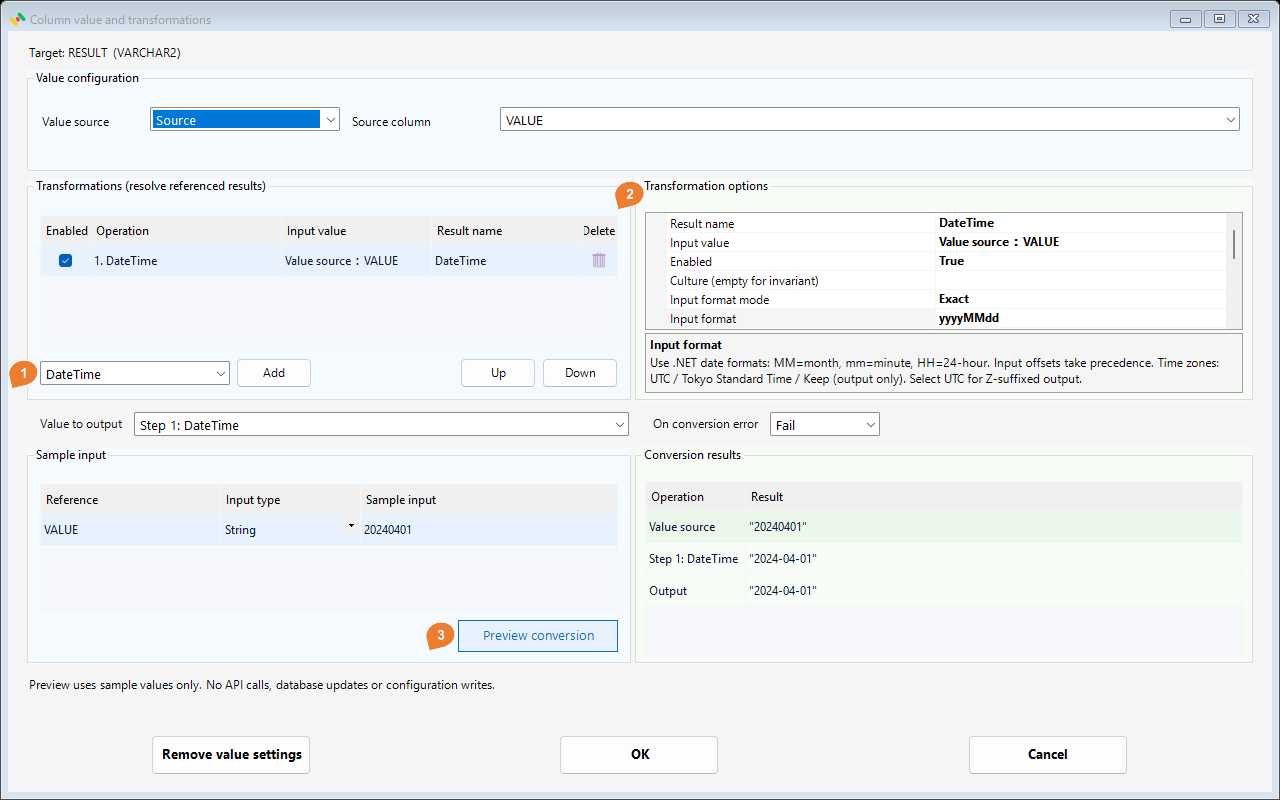 Column value and transformations
Target: RESULT (VARCHAR2)
Value configuration
Value source
Source
Source column
VALUE
Transformations (resolve referenced results)
Enabled Operation Input value Result name Delete
1. DateTime Value source：VALUE DateTime
1
DateTime
Add
Up
Down
2
Transformation options
Result name DateTime
Input value Value source：VALUE
Enabled True
Culture (empty for invariant)
Input format mode Exact
Input format yyyyMMdd
Input format
Use .NET date formats: MM=month, mm=minute, HH=24-hour. Input offsets take precedence. Time zones:
UTC / Tokyo Standard Time / Keep (output only). Select UTC for Z-suffixed output.
Value to output
Step 1: DateTime
On conversion error
Fail
Sample input
Reference Input type Sample input
VALUE String 20240401
3
Preview conversion
Conversion results
Operation Result
Value source "20240401"
Step 1: DateTime "2024-04-01"
Output "2024-04-01"
Preview uses sample values only. No API calls, database updates or configuration writes.
Remove value settings
OK
Cancel